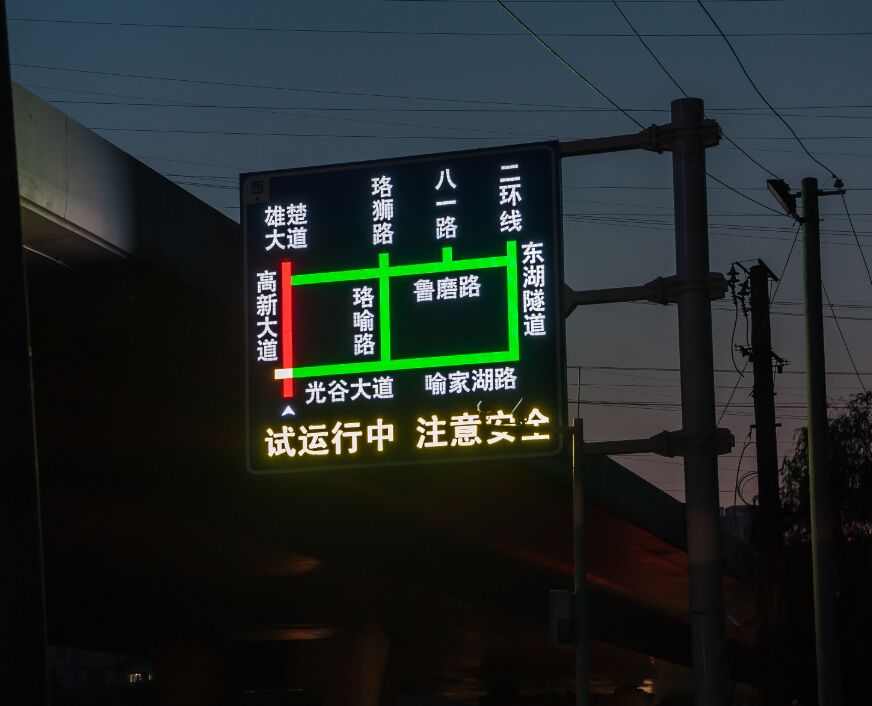 雄楚大道
珞狮路
八一路
二环线
高新大道
珞喻路
鲁磨路
东湖隧道
光谷大道
喻家湖路
试运行中 注意安全